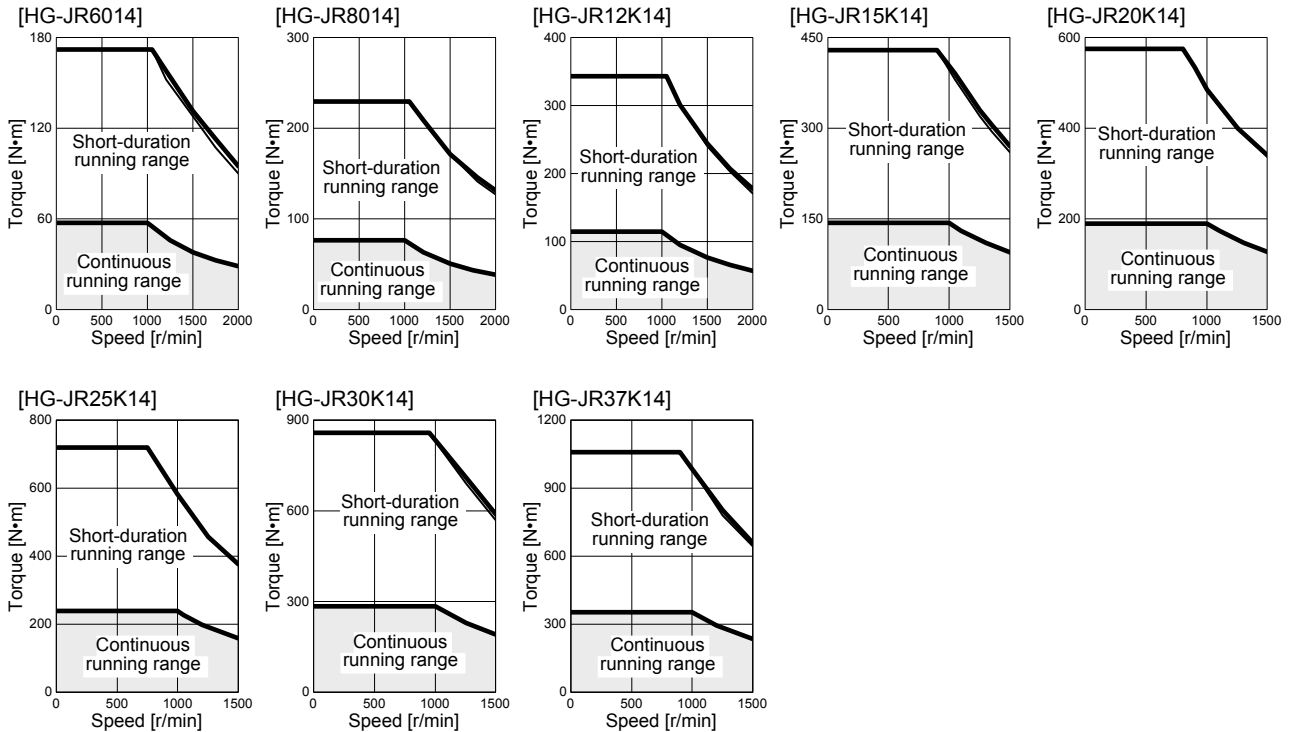 [HG-JR6014]
180
120
60
0
Torque [N•m]
Short-duration
running range
Continuous
running range
0 500 1000 1500 2000
Speed [r/min]
[HG-JR8014]
300
200
100
0
Torque [N•m]
Short-duration
running range
Continuous
running range
0 500 1000 1500 2000
Speed [r/min]
[HG-JR12K14]
400
300
200
100
0
Torque [N•m]
Short-duration
running range
Continuous
running range
0 500 1000 1500 2000
Speed [r/min]
[HG-JR15K14]
450
300
150
0
Torque [N•m]
Short-duration
running range
Continuous
running range
0 500 1000 1500
Speed [r/min]
[HG-JR20K14]
600
400
200
0
Torque [N•m]
Short-duration
running range
Continuous
running range
0 500 1000 1500
Speed [r/min]
[HG-JR25K14]
800
600
400
200
0
Torque [N•m]
Short-duration
running range
Continuous
running range
0 500 1000 1500
Speed [r/min]
[HG-JR30K14]
900
600
300
0
Torque [N•m]
Short-duration
running range
Continuous
running range
0 500 1000 1500
Speed [r/min]
[HG-JR37K14]
1200
900
600
300
0
Torque [N•m]
Short-duration
running range
Continuous
running range
0 500 1000 1500
Speed [r/min]